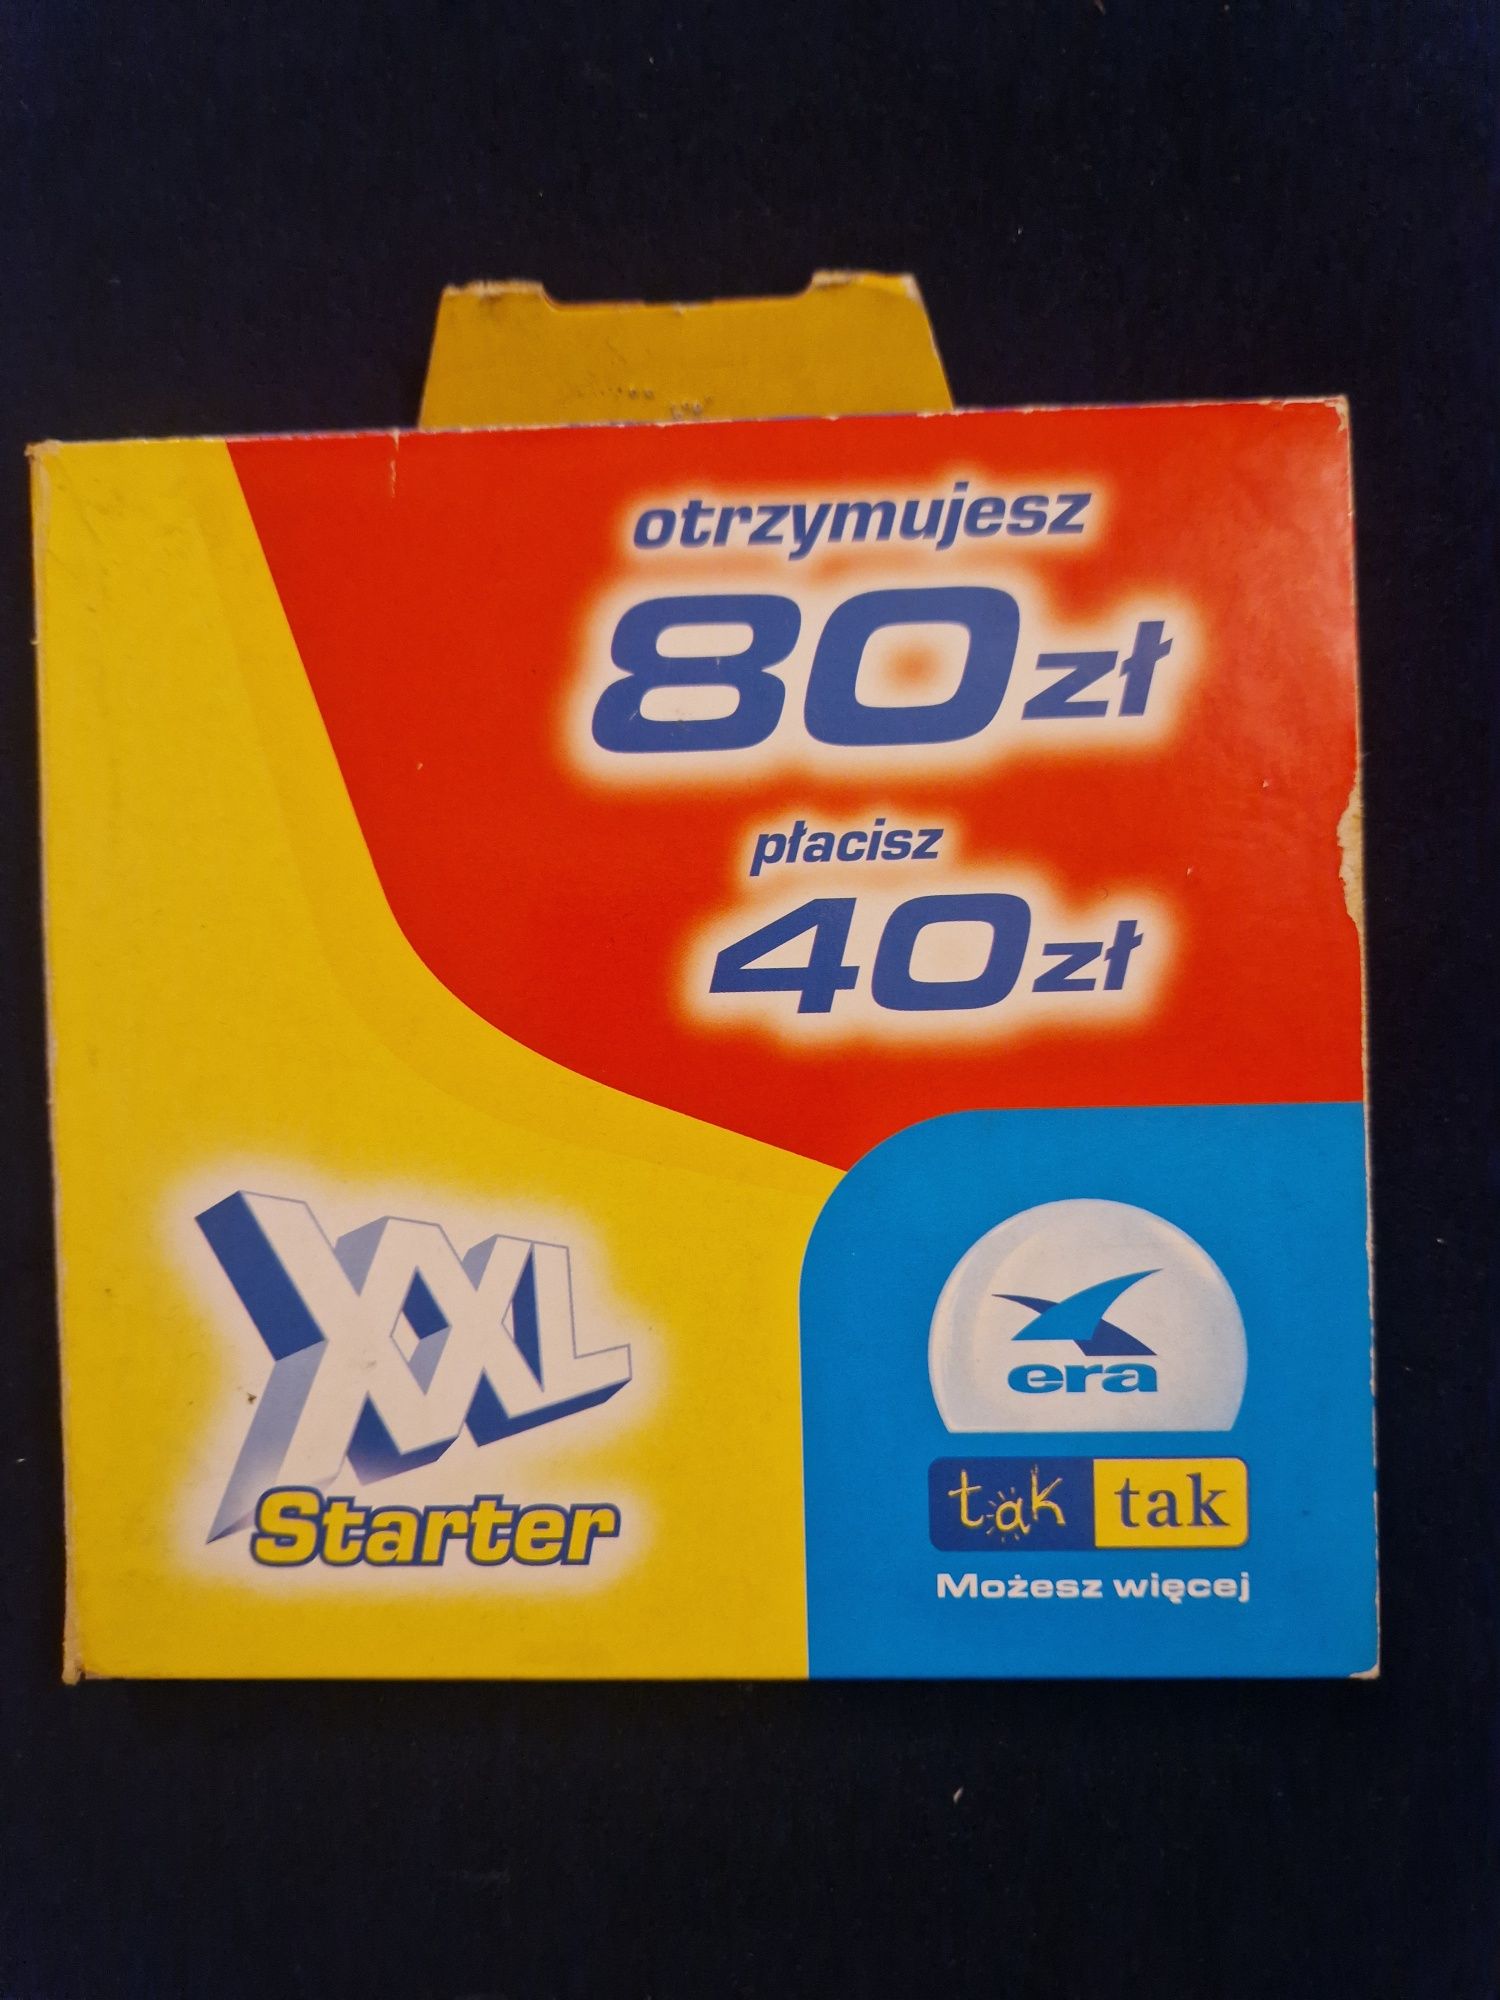 otrzymujesz
80zł
płacisz
40zł
XXL
Starter
era
tak tak
Możesz więcej